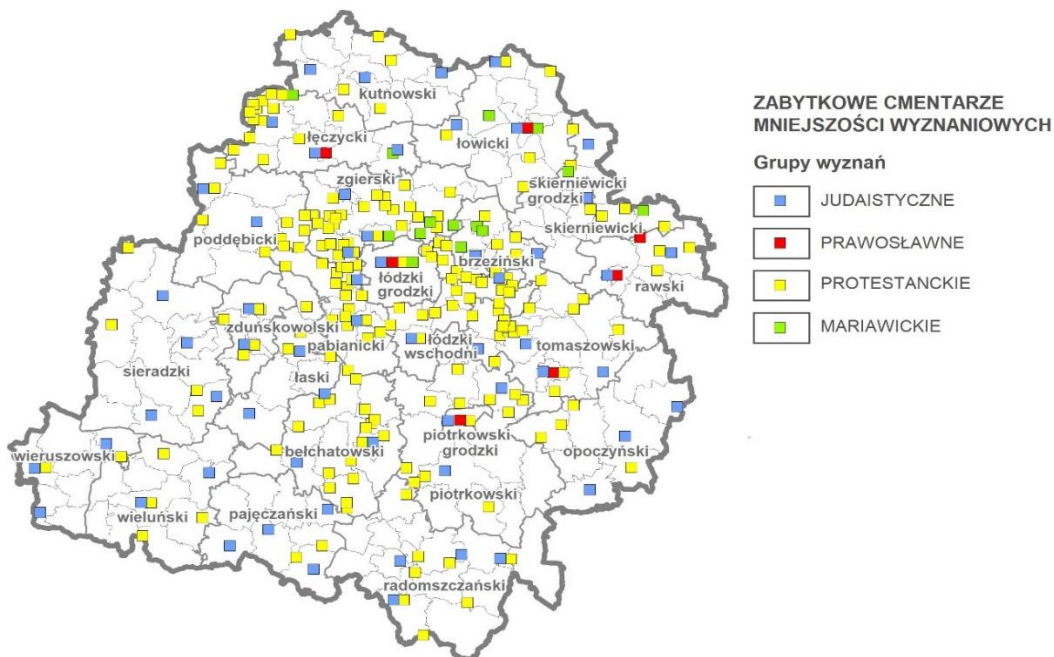 ZABYTKOWE CMENTARZE
MNIEJSZOŚCI WYZNANIOWYCH
Grupy wyznań
JUDAISTYCZNE
PRAWOSŁAWNE
PROTESTANCKIE
MARIAWICKIE
kutnowski
łęczycki
łowicki
zgierski
skierniewicki
grodzki
skierniewicki
poddębicki
brzeziński
łódzki
grodzki
rawski
zduńskowolski
pabianicki
łódzki
wschodni
tomaszowski
sieradzki
łaski
piotrkowski
grodzki
opoczyński
wieruszowski
bełchatowski
wieluński
pajęczański
piotrkowski
radomszczański